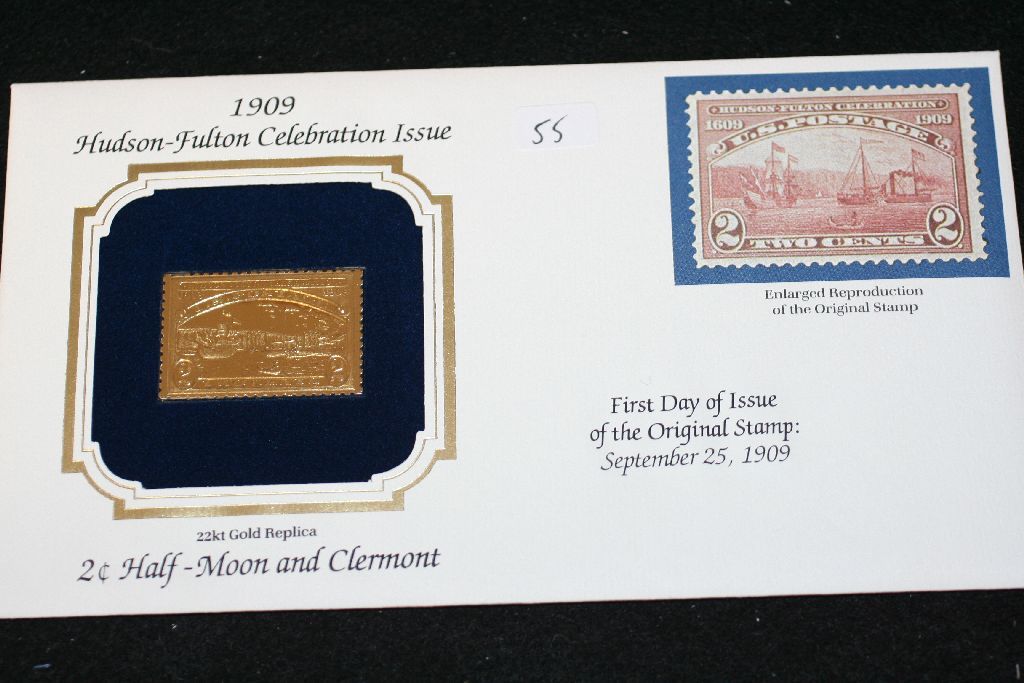 1909
Hudson-Fulton Celebration Issue
55
HUDSON-FULTON CELEBRATION
1609 1909
U.S. POSTAGE
2 2
TWO CENTS
Enlarged Reproduction
of the Original Stamp
2 2
First Day of Issue
of the Original Stamp:
September 25, 1909
22kt Gold Replica
2¢ Half-Moon and Clermont